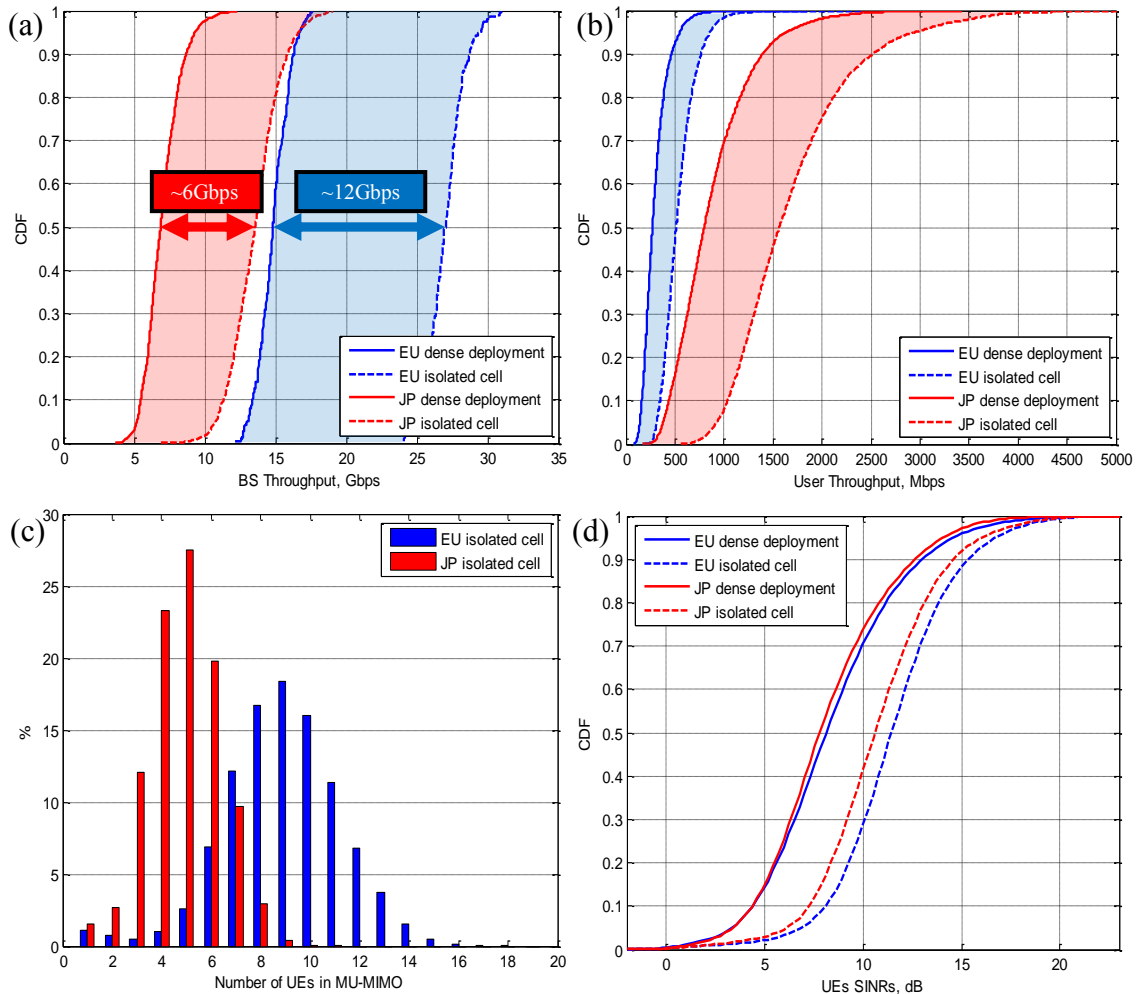 (a)
CDF
1
0.9
0.8
0.7
0.6
0.5
0.4
0.3
0.2
0.1
0
~6Gbps
~12Gbps
EU dense deployment
EU isolated cell
JP dense deployment
JP isolated cell
0 5 10 15 20 25 30 35
BS Throughput, Gbps
(b)
CDF
1
0.9
0.8
0.7
0.6
0.5
0.4
0.3
0.2
0.1
0
EU dense deployment
EU isolated cell
JP dense deployment
JP isolated cell
0 500 1000 1500 2000 2500 3000 3500 4000 4500 5000
User Throughput, Mbps
(c)
%
30
25
20
15
10
5
0
EU isolated cell
JP isolated cell
0 2 4 6 8 10 12 14 16 18 20
Number of UEs in MU-MIMO
(d)
CDF
1
0.9
0.8
0.7
0.6
0.5
0.4
0.3
0.2
0.1
0
EU dense deployment
EU isolated cell
JP dense deployment
JP isolated cell
0 5 10 15 20
UEs SINRs, dB